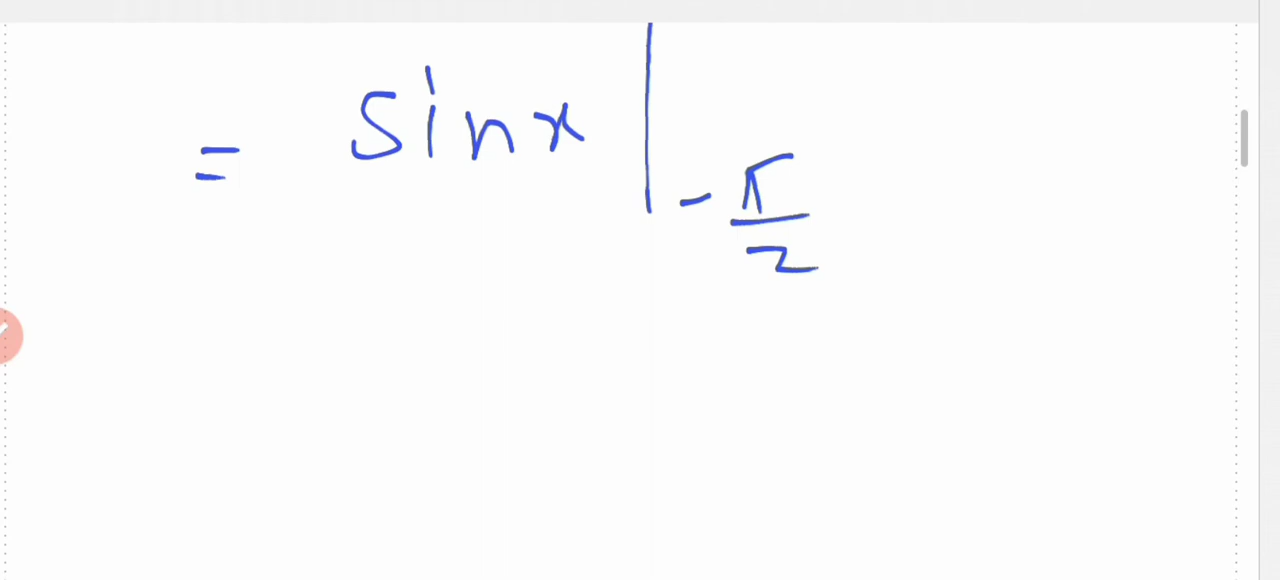 = sinx | -π/2